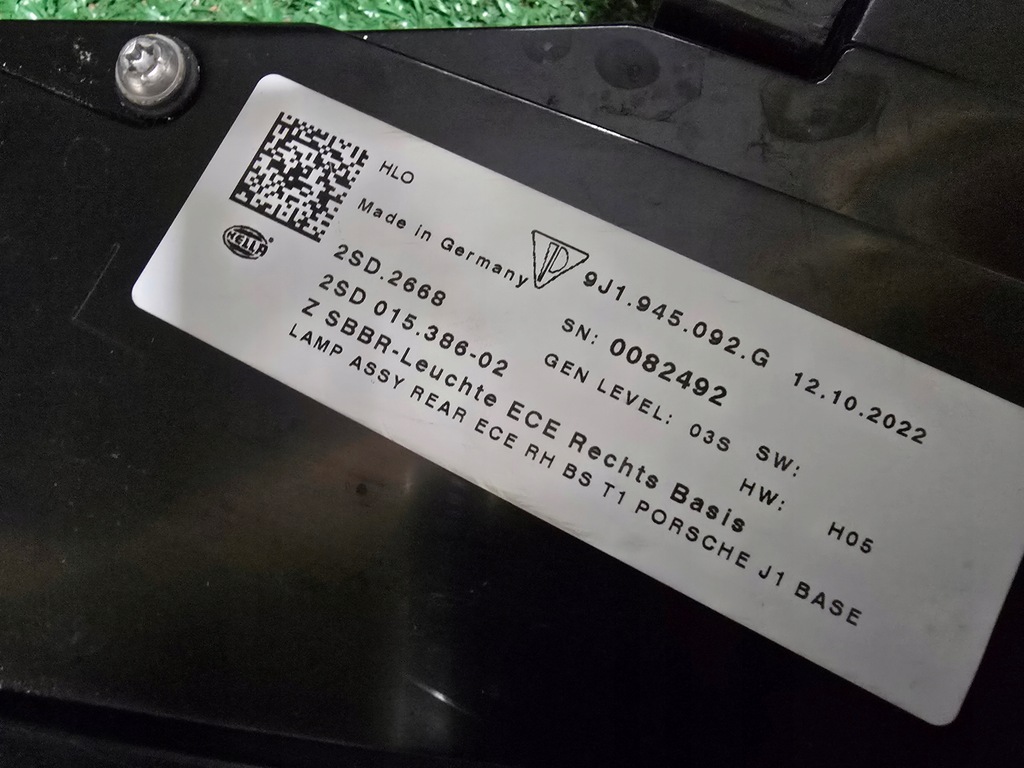 HLO
HELLA
Made in Germany
9J1.945.092.G 12.10.2022
2SD.2668 SN: 0082492 SW:
2SD 015.386-02 GEN LEVEL: 03S HW: H05
Z SBBR-Leuchte ECE Rechts Basis
LAMP ASSY REAR ECE RH BS T1 PORSCHE J1 BASE